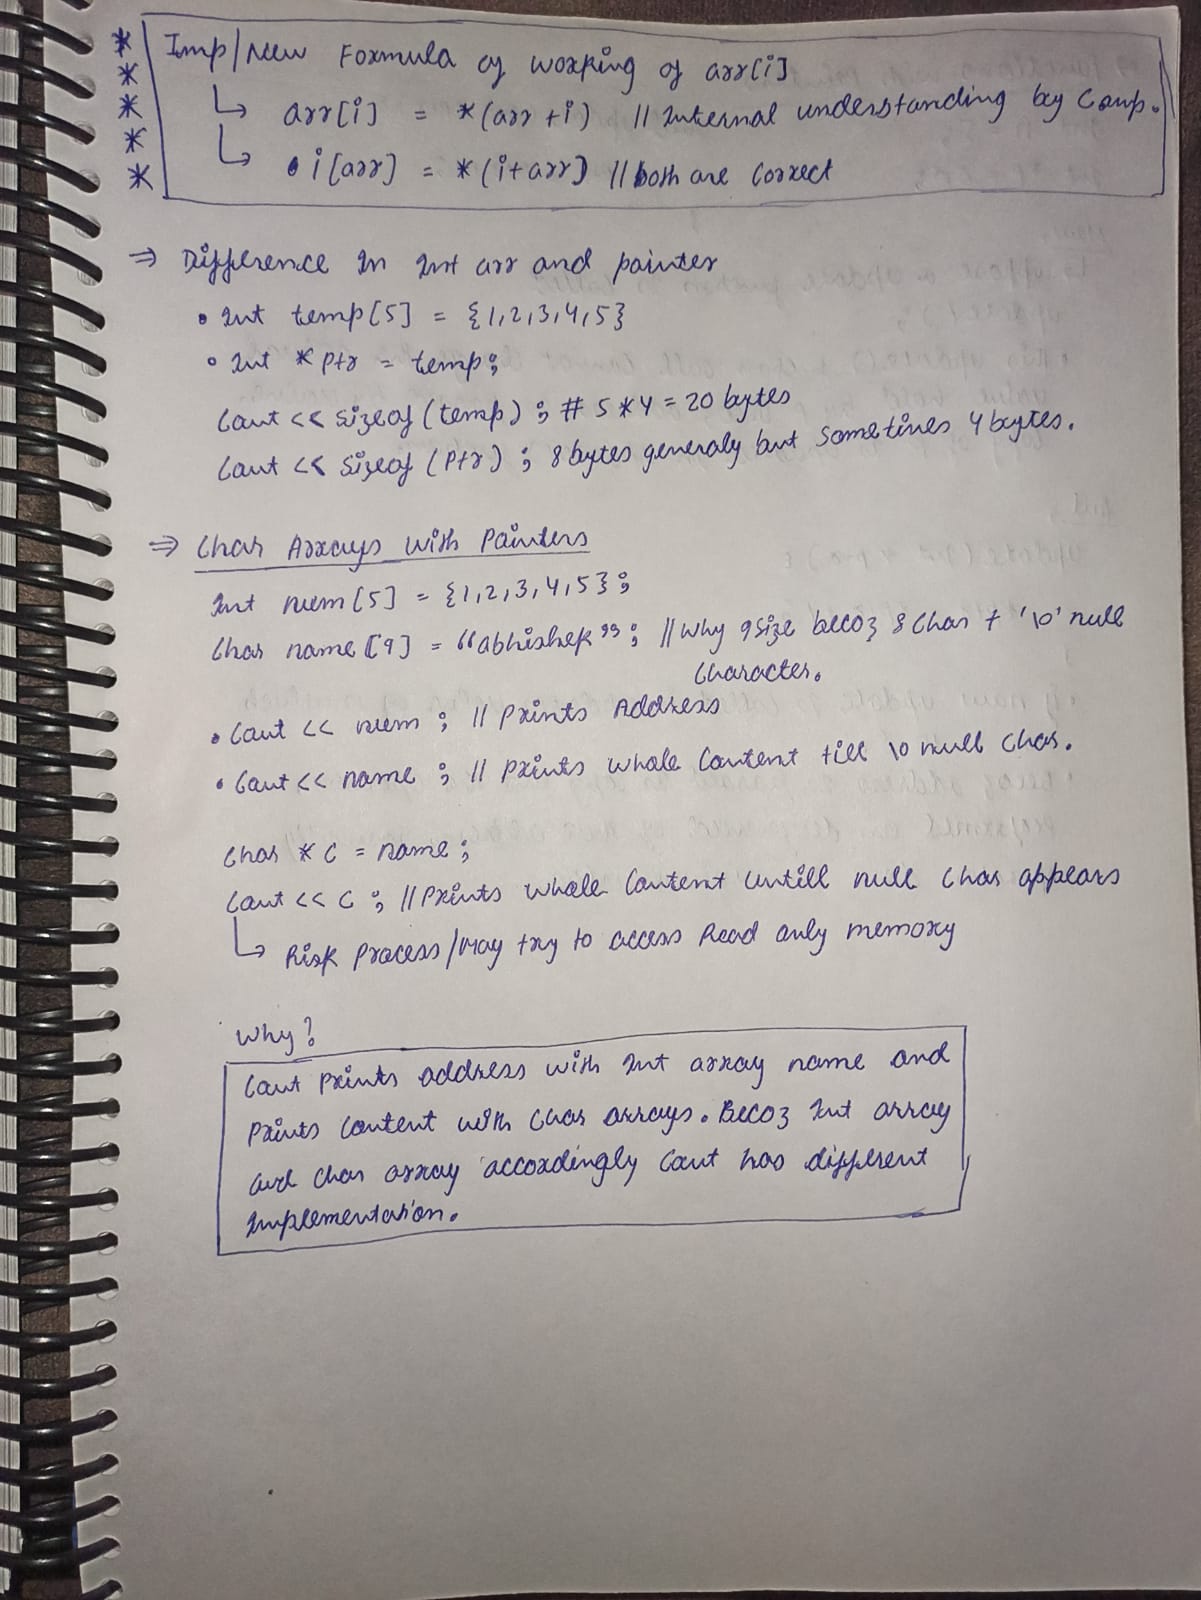 * Imp/New Formula of working of arr[i]
*
* ↳ arr[i] = *(arr + i) // Internal understanding by Comp.
*
* ↳ • i[arr] = *(i+arr) // both are correct
⇒ Difference In Int arr and pointer
• Int temp[5] = {1,2,3,4,5}
• Int *ptr = temp;
Cout << sizeof(temp); # 5*4 = 20 bytes
Cout << sizeof(ptr); 8 bytes generaly but sometimes 4 bytes.
⇒ Char Arrays with Pointers
Int num[5] = {1,2,3,4,5};
Char name[9] = "abhishek"; // Why 9 size becoz 8 char + '\0' null
Character.
• Cout << num; // Prints Address
• Cout << name; // prints whole content till \0 null char.
Char *c = name;
Cout << c; // Prints whole content untill null char appears
↳ Risk Process/May try to access Read only memory
Why?
Cout prints address with Int array name and
prints content with char arrays. Becoz Int array
and char array accordingly cout has different
Implementation.